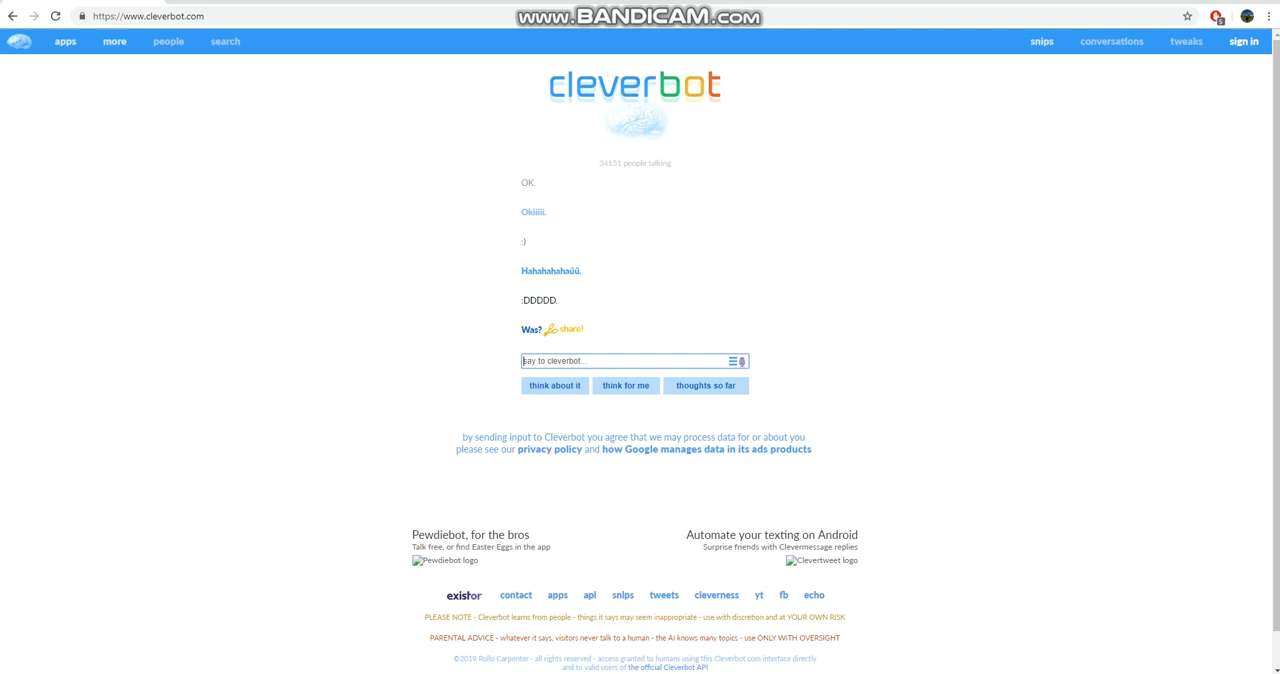 https://www.cleverbot.com
www.BANDICAM.com
5
apps more people search snips conversations tweaks sign in
cleverbot
34151 people talking
OK.
Okiiiii.
:)
Hahahahahaűű.
:DDDDD.
Was? share!
say to cleverbot...
think about it think for me thoughts so far
by sending input to Cleverbot you agree that we may process data for or about you
please see our privacy policy and how Google manages data in its ads products
Pewdiebot, for the bros Automate your texting on Android
Talk free, or find Easter Eggs in the app Surprise friends with Clevermessage replies
Pewdiebot logo Clevertweet logo
existor contact apps api snips tweets cleverness yt fb echo
PLEASE NOTE - Cleverbot learns from people - things it says may seem inappropriate - use with discretion and at YOUR OWN RISK
PARENTAL ADVICE - whatever it says, visitors never talk to a human - the AI knows many topics - use ONLY WITH OVERSIGHT
©2019 Rollo Carpenter - all rights reserved - access granted to humans using this Cleverbot.com interface directly
and to valid users of the official Cleverbot API